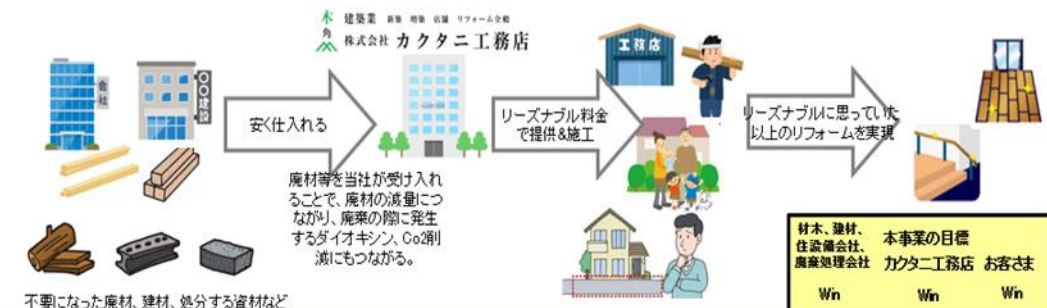 木角
建築業 新築 増築 店舗 リフォーム全般
株式会社 カクタニ工務店
会社
〇〇建設
工務店
安く仕入れる
リーズナブル料金
で提供&施工
リーズナブルに思っていた
以上のリフォームを実現
廃材等を当社が受け入れ
ることで、廃材の減量につ
ながり、廃棄の際に発生
するダイオキシン、Co2削
減にもつながる。
不要になった廃材、建材、処分する資材など
材木、建材、
住設備会社、
廃棄処理会社
本事業の目標
カクタニ工務店 お客さま
Win Win Win